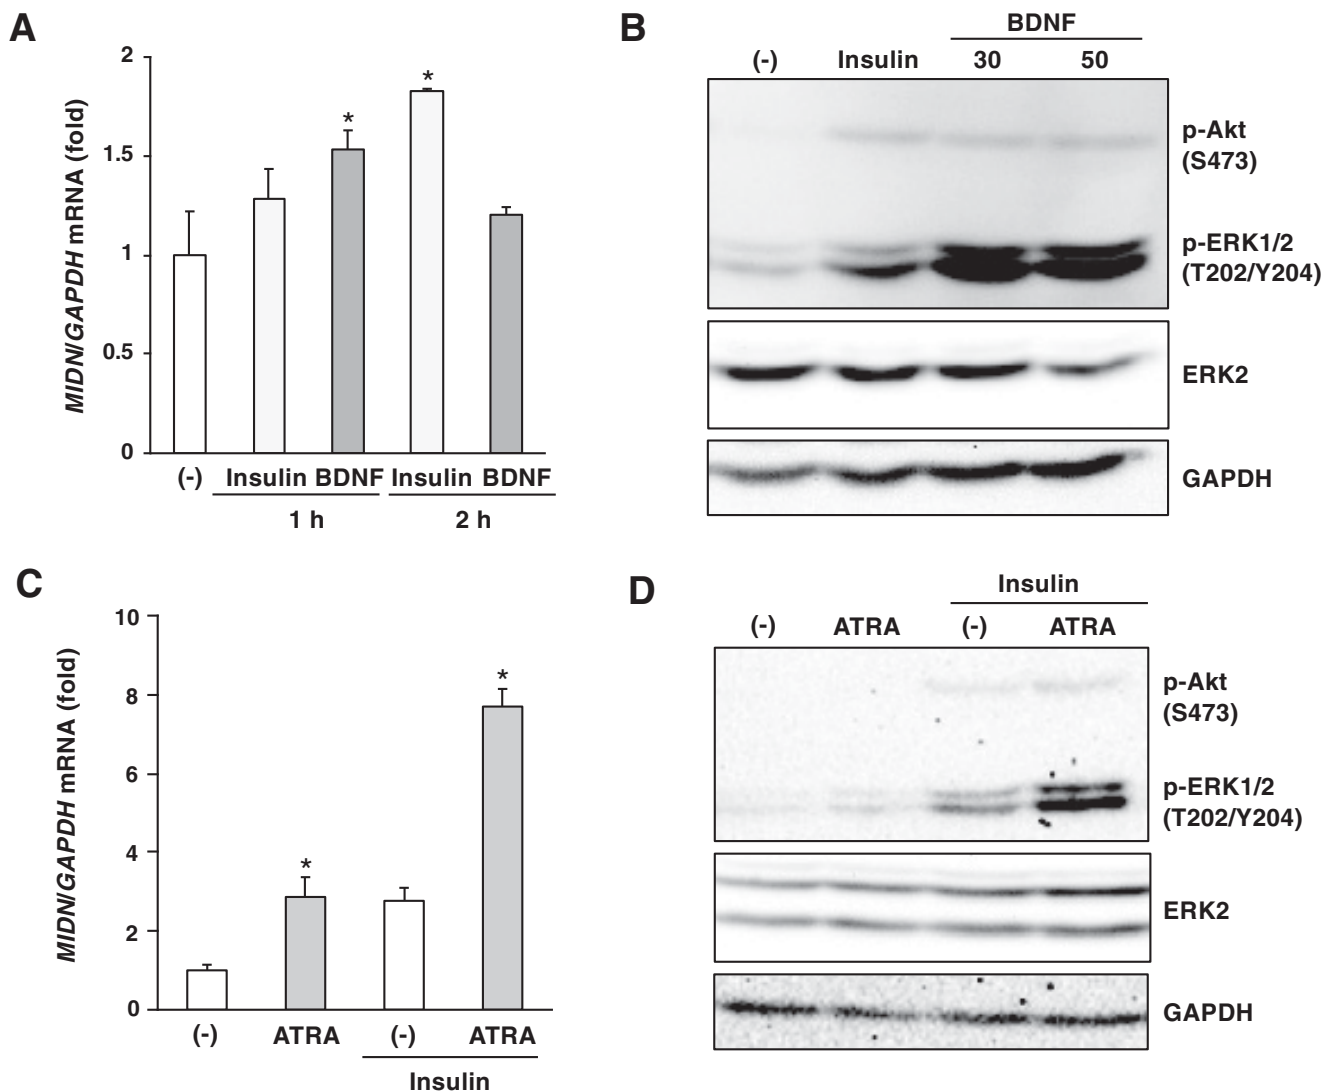 A
MIDN/GAPDH mRNA (fold)
2
1.5
1
0.5
0
*
*
(-) Insulin BDNF Insulin BDNF
1 h 2 h
B
BDNF
(-) Insulin 30 50
p-Akt
(S473)
p-ERK1/2
(T202/Y204)
ERK2
GAPDH
C
MIDN/GAPDH mRNA (fold)
10
8
6
4
2
0
*
*
(-) ATRA (-) ATRA
Insulin
D
Insulin
(-) ATRA (-) ATRA
p-Akt
(S473)
p-ERK1/2
(T202/Y204)
ERK2
GAPDH